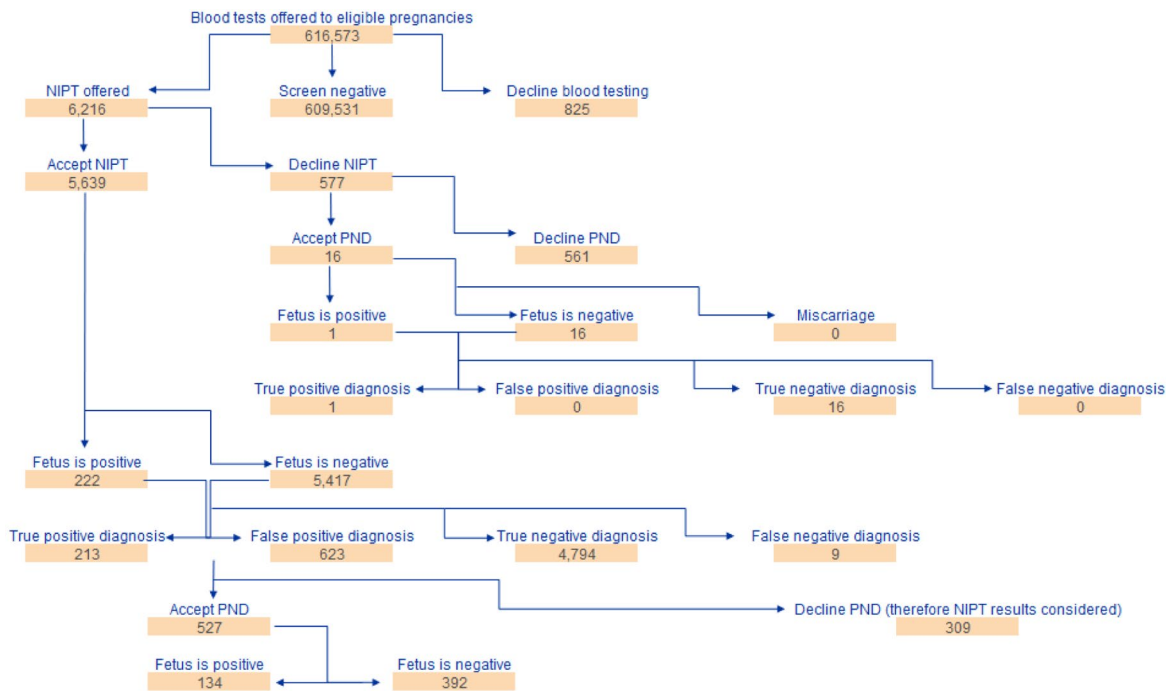 Blood tests offered to eligible pregnancies
616,573
NIPT offered
Screen negative
Decline blood testing
6,216
609,531
825
Accept NIPT
Decline NIPT
5,639
577
Accept PND
Decline PND
16
561
Fetus is positive
Fetus is negative
Miscarriage
1
16
0
True positive diagnosis
False positive diagnosis
True negative diagnosis
False negative diagnosis
1
0
16
0
Fetus is positive
Fetus is negative
222
5,417
True positive diagnosis
False positive diagnosis
True negative diagnosis
False negative diagnosis
213
623
4,794
9
Accept PND
Decline PND (therefore NIPT results considered)
527
309
Fetus is positive
Fetus is negative
134
392